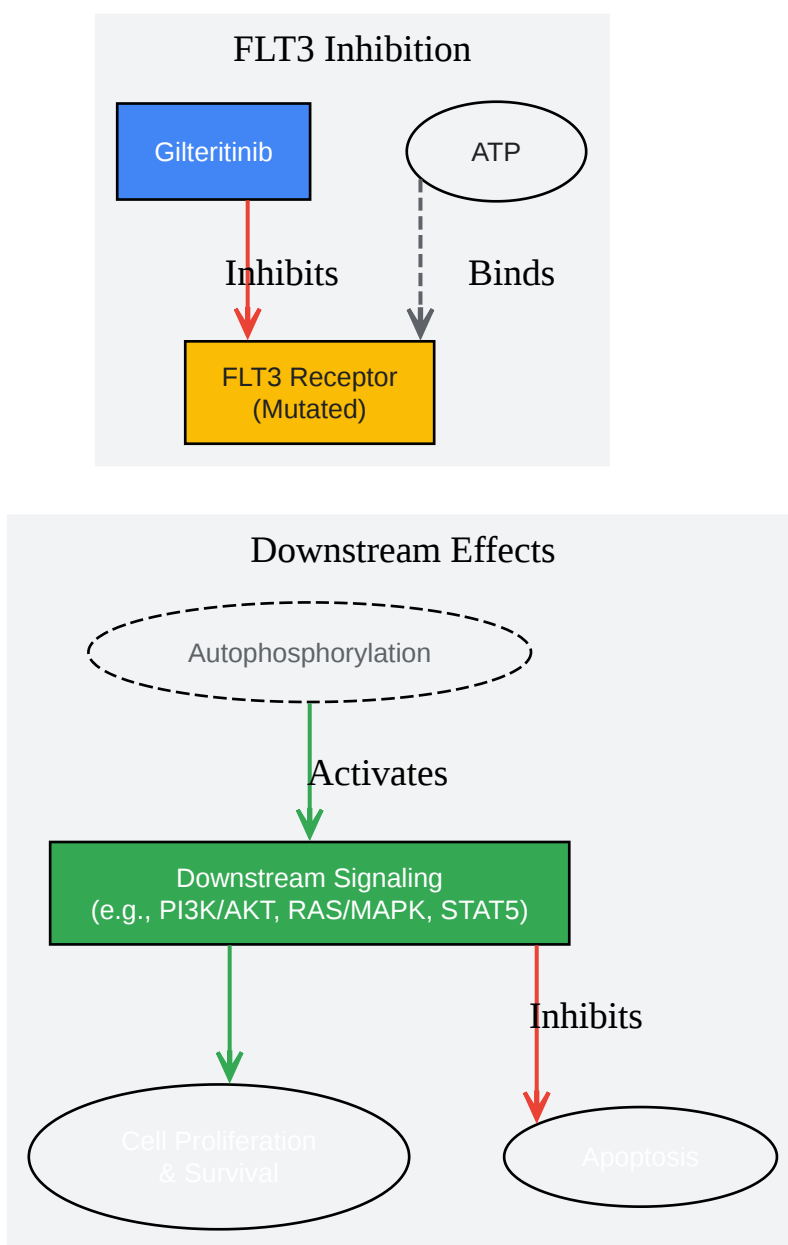 FLT3 Inhibition
Gilteritinib
ATP
Inhibits
Binds
FLT3 Receptor
(Mutated)
Downstream Effects
Autophosphorylation
Activates
Downstream Signaling
(e.g., PI3K/AKT, RAS/MAPK, STAT5)
Inhibits
Cell Proliferation
& Survival
Apoptosis